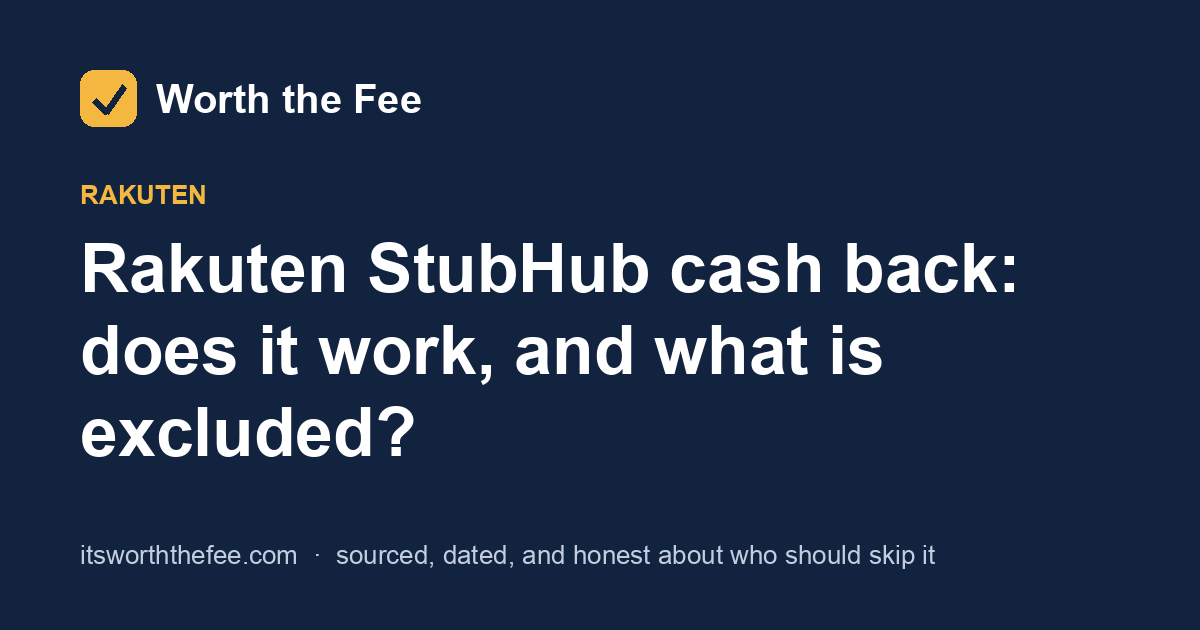 Worth the Fee
RAKUTEN
Rakuten StubHub cash back:
does it work, and what is
excluded?
itsworththefee.com · sourced, dated, and honest about who should skip it